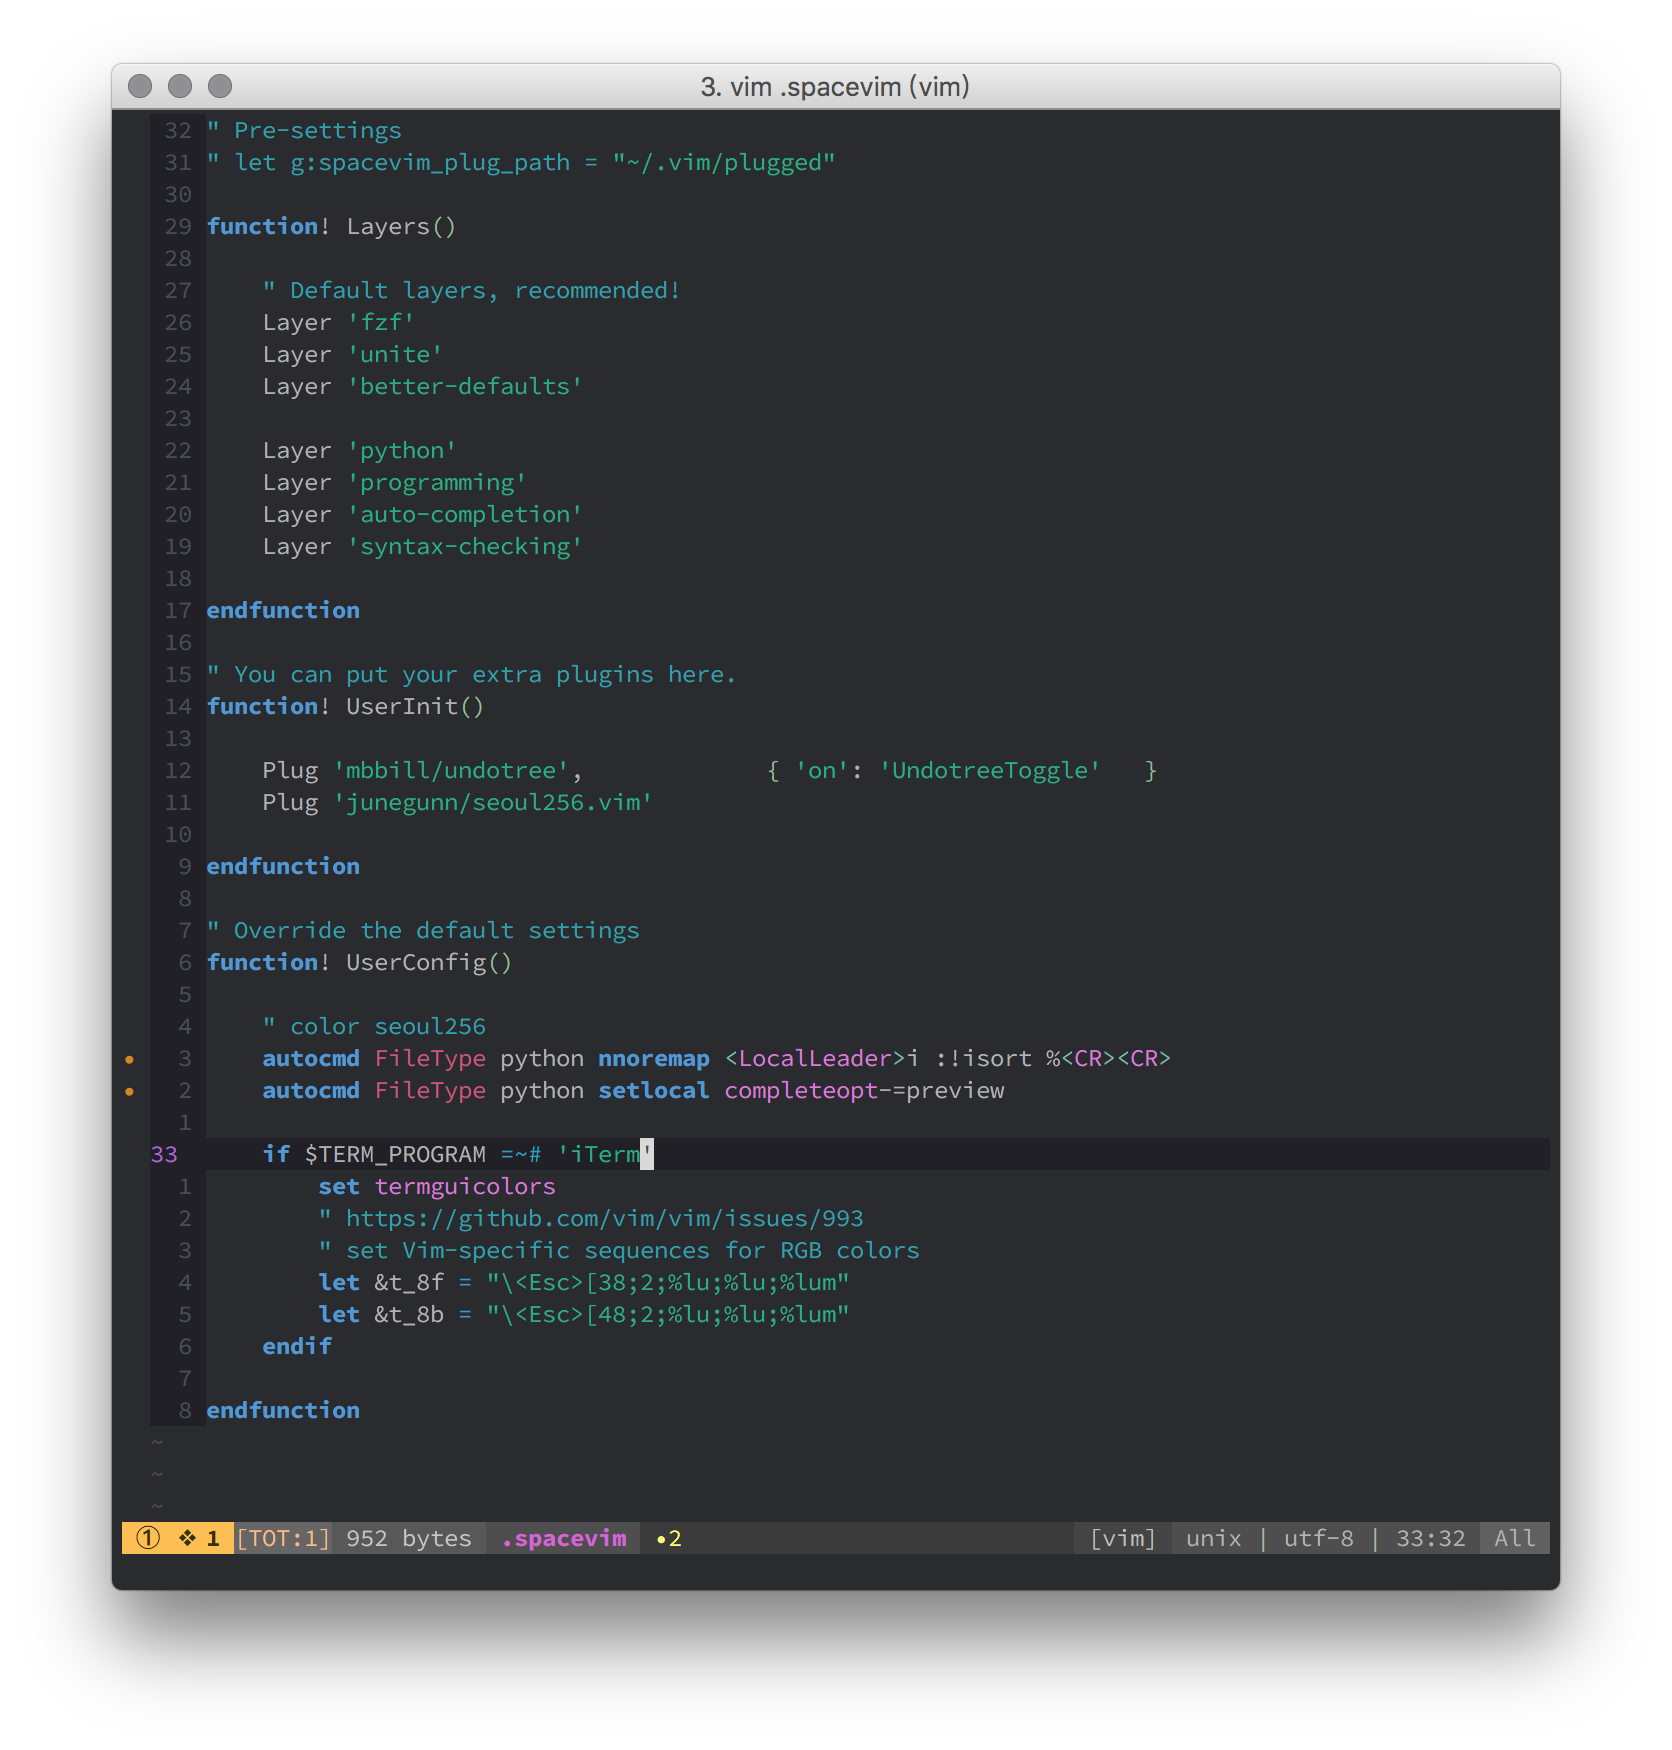 3. vim .spacevim (vim)
32 " Pre-settings
31 " let g:spacevim_plug_path = "~/.vim/plugged"
30
29 function! Layers()
28
27     " Default layers, recommended!
26     Layer 'fzf'
25     Layer 'unite'
24     Layer 'better-defaults'
23
22     Layer 'python'
21     Layer 'programming'
20     Layer 'auto-completion'
19     Layer 'syntax-checking'
18
17 endfunction
16
15 " You can put your extra plugins here.
14 function! UserInit()
13
12     Plug 'mbbill/undotree',             { 'on': 'UndotreeToggle'   }
11     Plug 'junegunn/seoul256.vim'
10
9 endfunction
8
7 " Override the default settings
6 function! UserConfig()
5
4     " color seoul256
• 3     autocmd FileType python nnoremap <LocalLeader>i :!isort %<CR><CR>
• 2     autocmd FileType python setlocal completeopt-=preview
1
33     if $TERM_PROGRAM =~# 'iTerm'
1         set termguicolors
2         " https://github.com/vim/vim/issues/993
3         " set Vim-specific sequences for RGB colors
4         let &t_8f = "\<Esc>[38;2;%lu;%lu;%lum"
5         let &t_8b = "\<Esc>[48;2;%lu;%lu;%lum"
6     endif
7
8 endfunction
~
~
~
① ❖ 1 [TOT:1] 952 bytes .spacevim •2 [vim] unix | utf-8 | 33:32 All